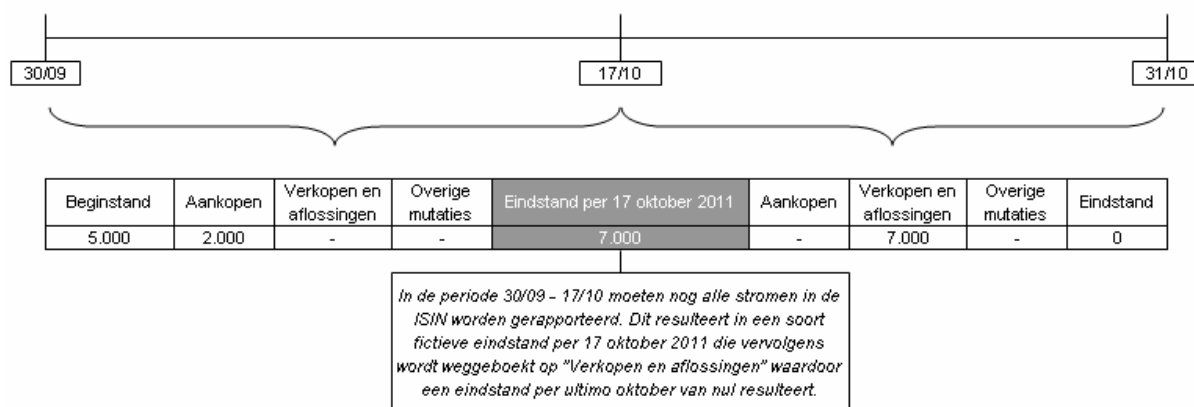 30/09 17/10 31/10
Beginstand Aankopen Verkopen en aflossingen Overige mutaties Eindstand per 17 oktober 2011 Aankopen Verkopen en aflossingen Overige mutaties Eindstand
5.000 2.000 - - 7.000 - 7.000 - 0
In de periode 30/09 - 17/10 moeten nog alle stromen in de
ISIN worden gerapporteerd. Dit resulteert in een soort
fictieve eindstand per 17 oktober 2011 die vervolgens
wordt weggeboekt op "Verkopen en aflossingen" waardoor
een eindstand per ultimo oktober van nul resulteert.